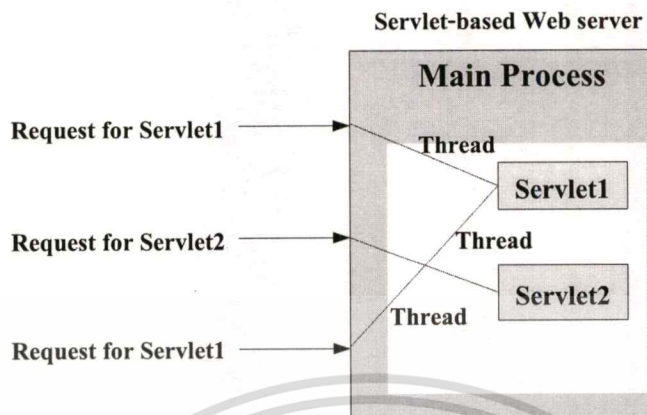 Servlet-based Web server
Main Process
Request for Servlet1
Thread
Servlet1
Request for Servlet2
Thread
Servlet2
Thread
Request for Servlet1